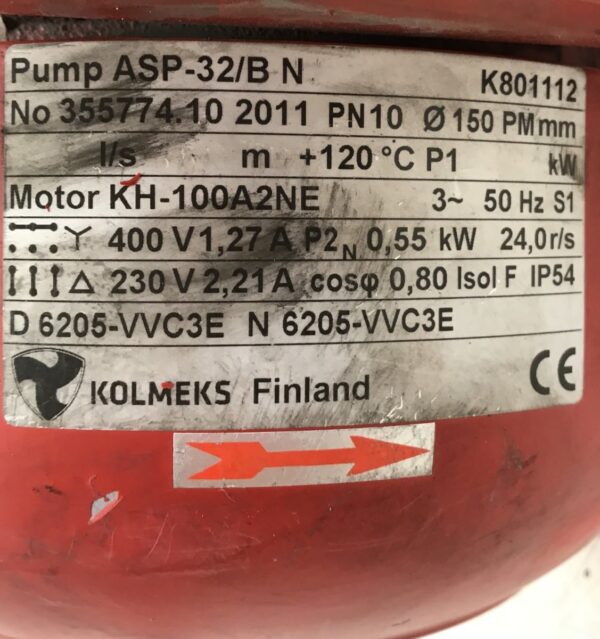 Pump ASP-32/B N K801112
No 355774.10 2011 PN10 Ø 150 PM mm
l/s m +120 °C P1 kW
Motor KH-100A2NE 3~ 50 Hz S1
Y 400 V 1,27 A P2N 0,55 kW 24,0 r/s
△ 230 V 2,21 A cosφ 0,80 Isol F IP54
D 6205-VVC3E N 6205-VVC3E
KOLMEKS Finland CE